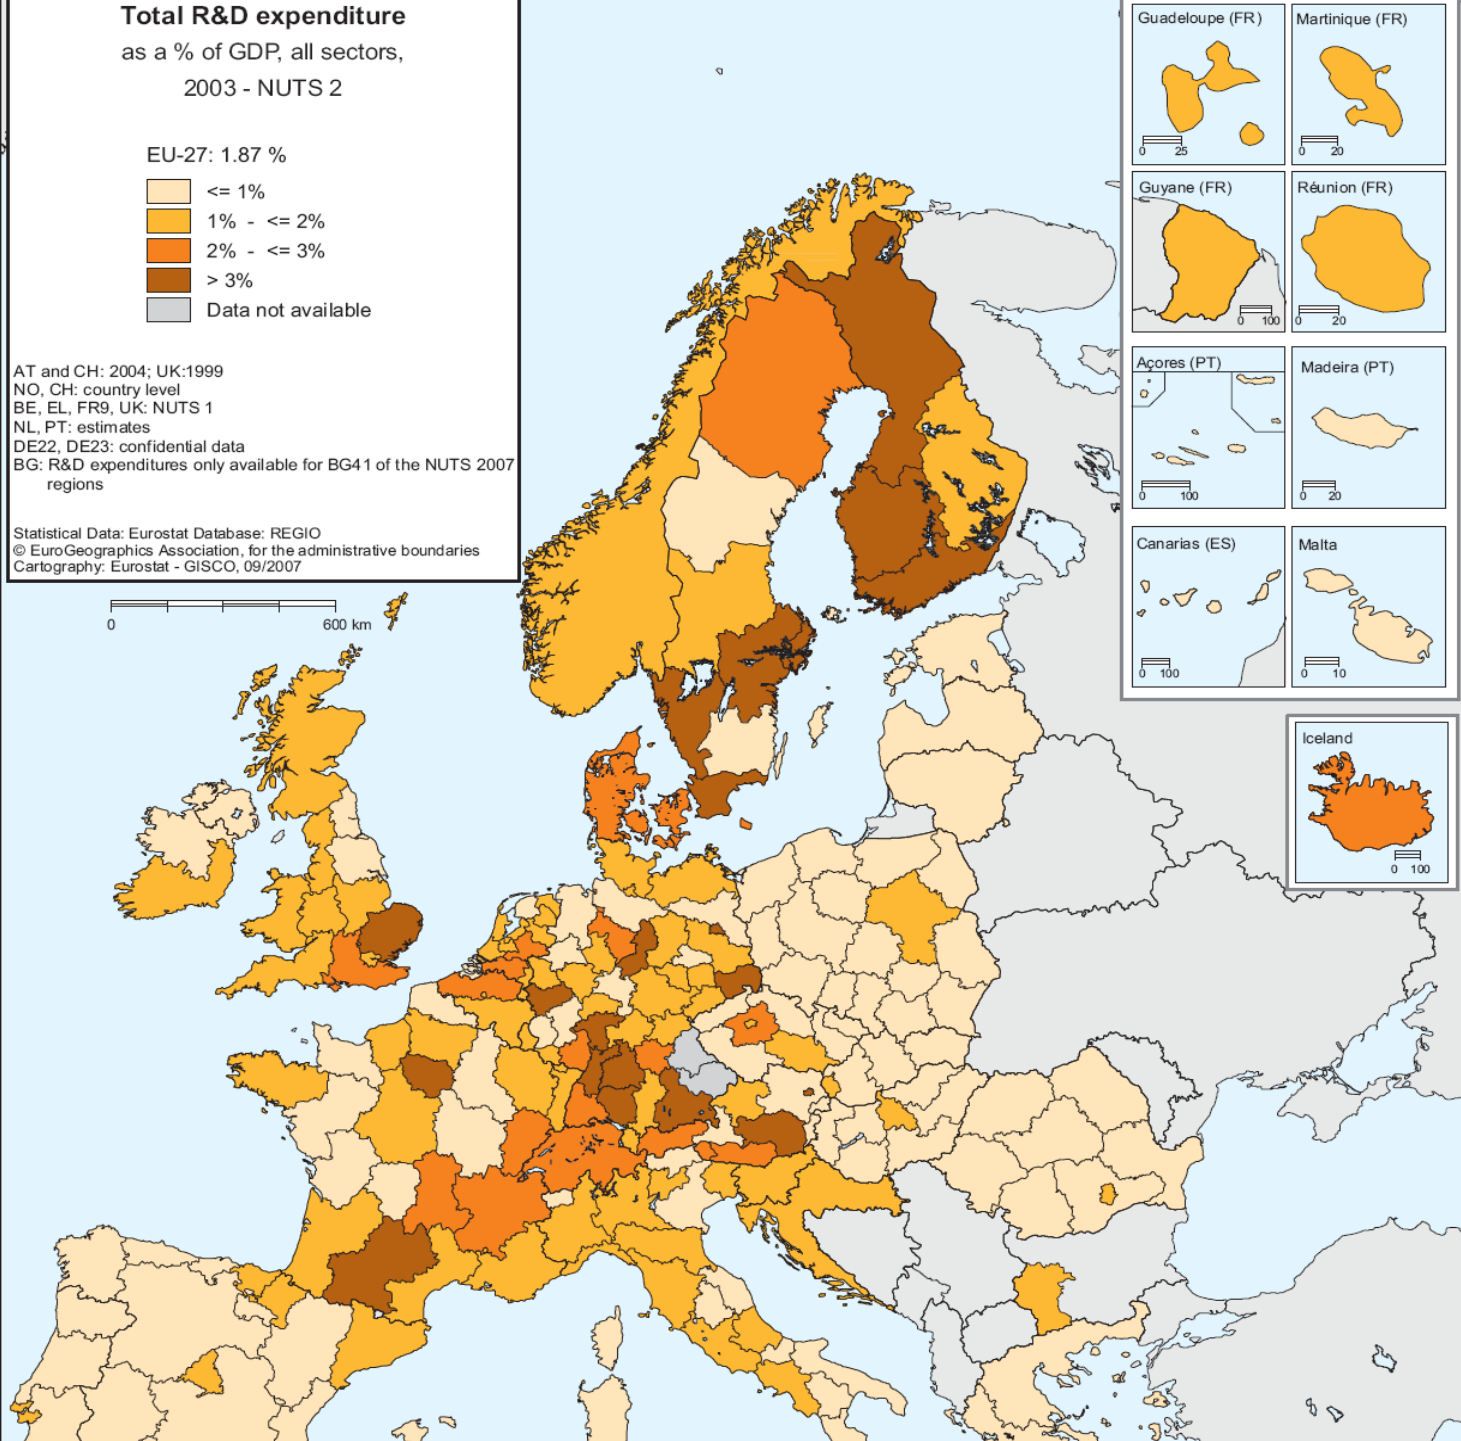 Total R&D expenditure
as a % of GDP, all sectors,
2003 - NUTS 2
EU-27: 1.87 %
<= 1%
1% - <= 2%
2% - <= 3%
> 3%
Data not available
AT and CH: 2004; UK:1999
NO, CH: country level
BE, EL, FR9, UK: NUTS 1
NL, PT: estimates
DE22, DE23: confidential data
BG: R&D expenditures only available for BG41 of the NUTS 2007
regions
Statistical Data: Eurostat Database: REGIO
© EuroGeographics Association, for the administrative boundaries
Cartography: Eurostat - GISCO, 09/2007
0 600 km
Guadeloupe (FR)
0 25
Martinique (FR)
0 20
Guyane (FR)
0 100
Réunion (FR)
0 20
Açores (PT)
0 100
Madeira (PT)
0 20
Canarias (ES)
0 100
Malta
0 10
Iceland
0 100